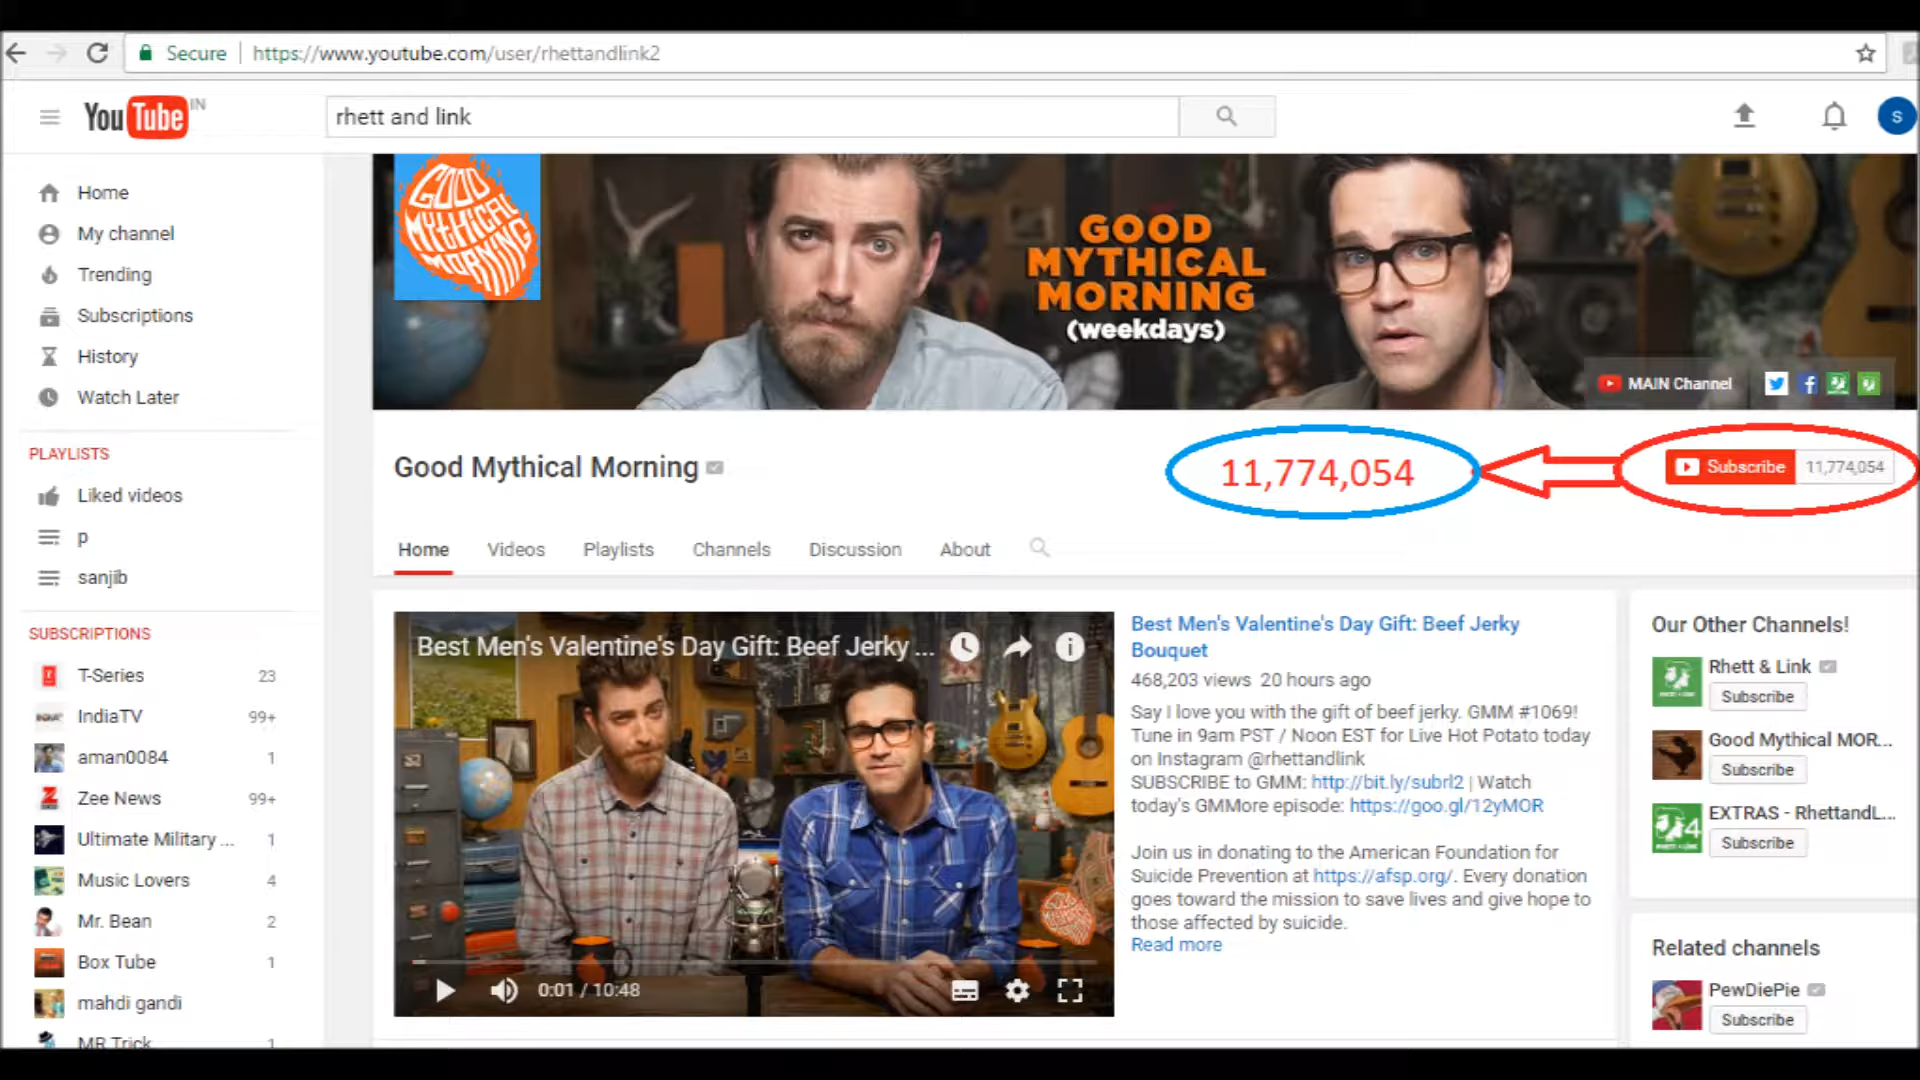 Secure https://www.youtube.com/user/rhettandlink2
YouTube IN
rhett and link
S
Home
My channel
Trending
Subscriptions
History
Watch Later
PLAYLISTS
Liked videos
p
sanjib
SUBSCRIPTIONS
T-Series 23
IndiaTV 99+
aman0084 1
Zee News 99+
Ultimate Military ... 1
Music Lovers 4
Mr. Bean 2
Box Tube 1
mahdi gandi
MR Trick 1
GOOD
MYTHICAL
MORNING
GOOD
MYTHICAL
MORNING
(weekdays)
MAIN Channel
Good Mythical Morning
11,774,054
Subscribe 11,774,054
Home Videos Playlists Channels Discussion About
Best Men's Valentine's Day Gift: Beef Jerky ...
0:01 / 10:48
Best Men's Valentine's Day Gift: Beef Jerky
Bouquet
468,203 views 20 hours ago
Say I love you with the gift of beef jerky. GMM #1069!
Tune in 9am PST / Noon EST for Live Hot Potato today
on Instagram @rhettandlink
SUBSCRIBE to GMM: http://bit.ly/subrl2 | Watch
today's GMMore episode: https://goo.gl/12yMOR
Join us in donating to the American Foundation for
Suicide Prevention at https://afsp.org/. Every donation
goes toward the mission to save lives and give hope to
those affected by suicide.
Read more
Our Other Channels!
Rhett & Link
Subscribe
Good Mythical MOR...
Subscribe
EXTRAS - RhettandL...
Subscribe
Related channels
PewDiePie
Subscribe